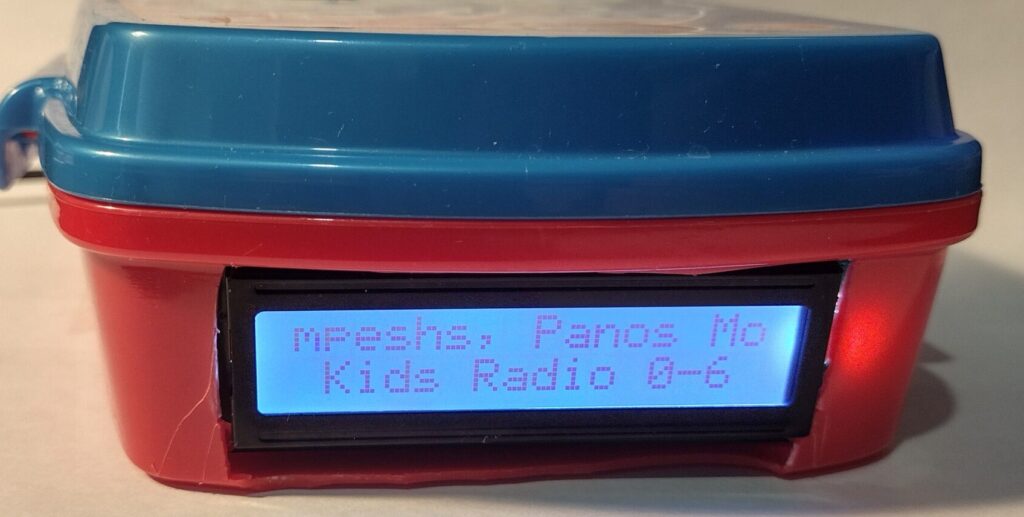 mpeshs, Panos Mo
Kids Radio 0-6